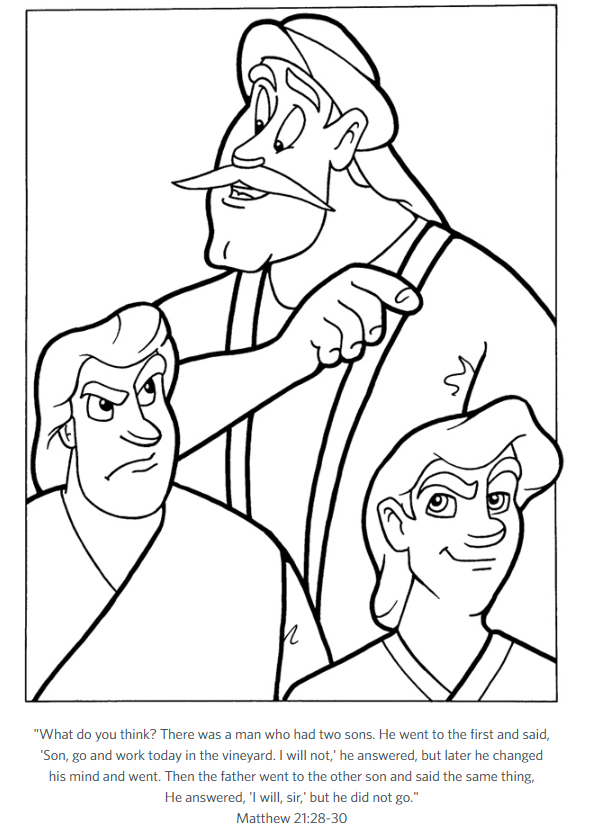 "What do you think? There was a man who had two sons. He went to the first and said,
'Son, go and work today in the vineyard. I will not,' he answered, but later he changed
his mind and went. Then the father went to the other son and said the same thing,
He answered, 'I will, sir,' but he did not go."
Matthew 21:28-30